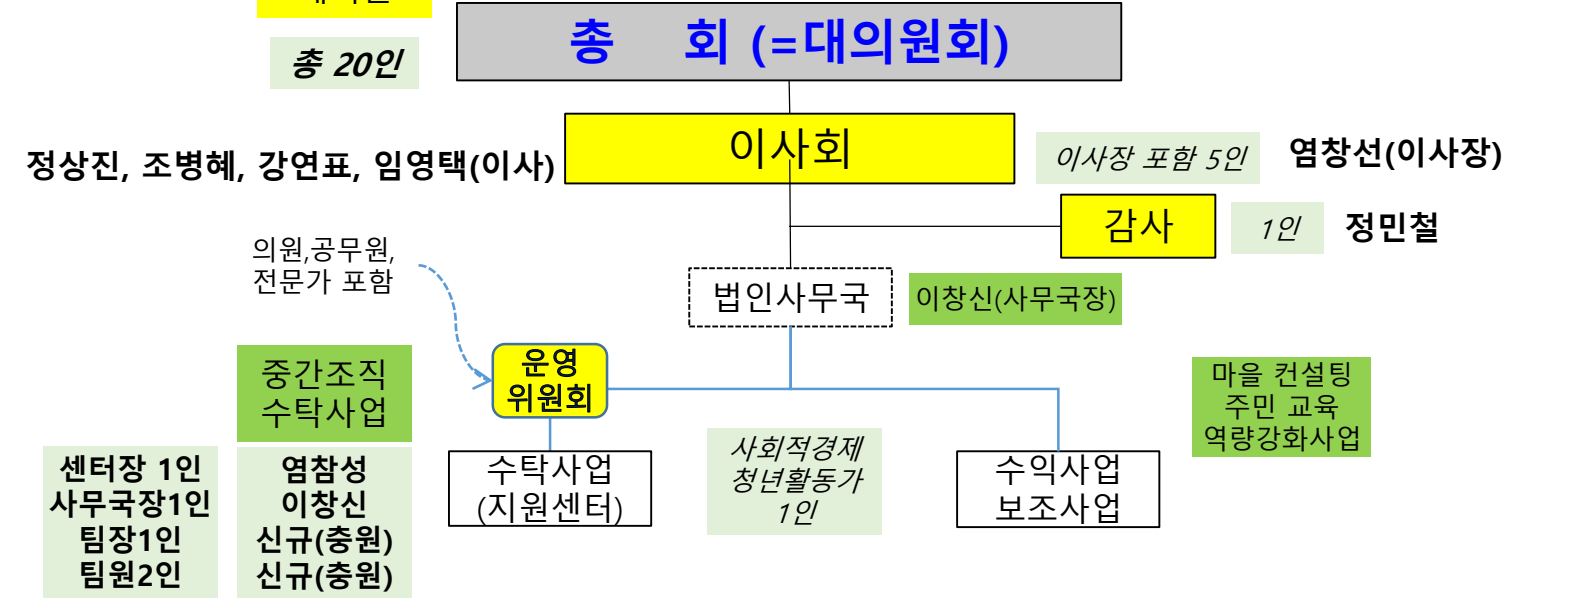 총 회 (=대의원회)
총 20인
이사회
정상진, 조병혜, 강연표, 임영택(이사)
이사장 포함 5인
염창선(이사장)
감사
1인
정민철
의원,공무원,
전문가 포함
법인사무국
이창신(사무국장)
운영
위원회
중간조직
수탁사업
마을 컨설팅
주민 교육
역량강화사업
센터장 1인
사무국장1인
팀장1인
팀원2인
염참성
이창신
신규(충원)
신규(충원)
수탁사업
(지원센터)
사회적경제
청년활동가
1인
수익사업
보조사업